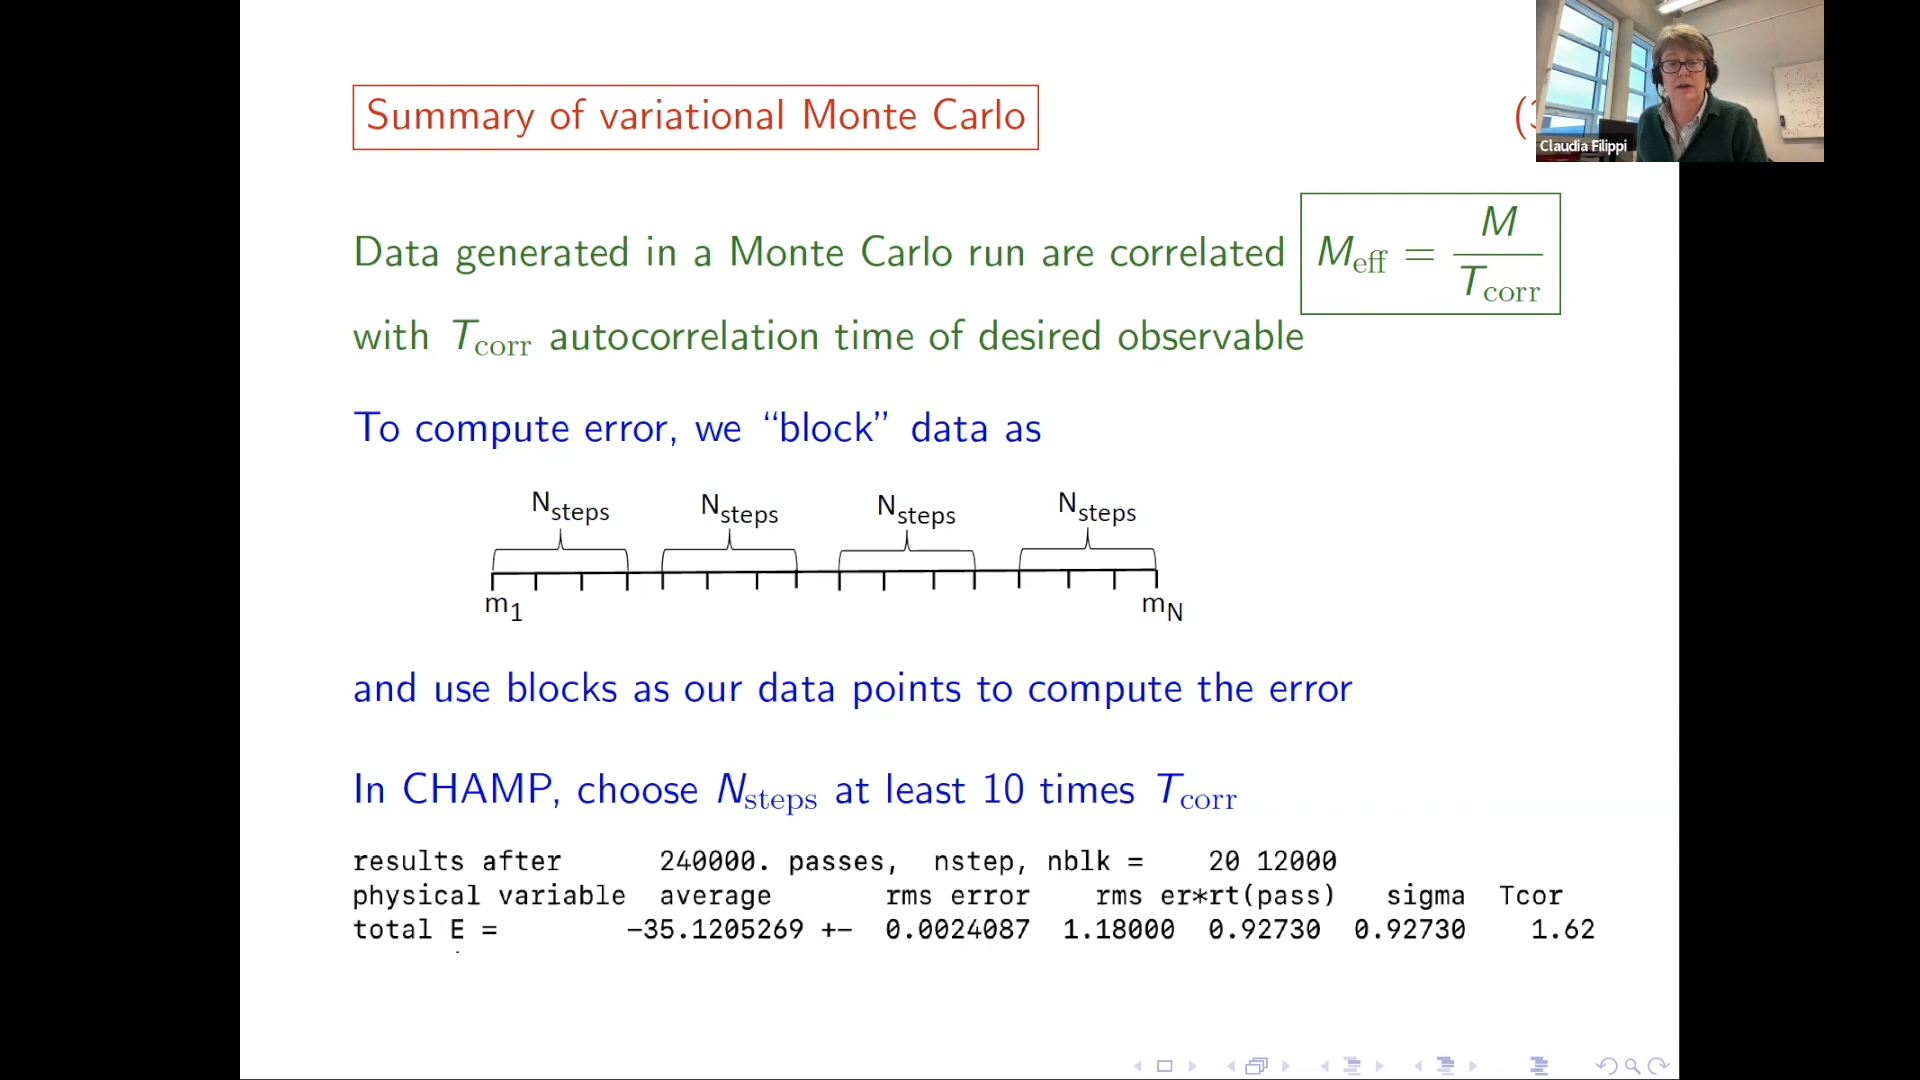 Summary of variational Monte Carlo
Claudia Filippi
Data generated in a Monte Carlo run are correlated M_eff = M / T_corr
with T_corr autocorrelation time of desired observable
To compute error, we “block” data as
N_steps N_steps N_steps N_steps
m_1 m_N
and use blocks as our data points to compute the error
In CHAMP, choose N_steps at least 10 times T_corr
results after 240000. passes, nstep, nblk = 20 12000
physical variable average rms error rms er*rt(pass) sigma Tcor
total E = −35.1205269 +− 0.0024087 1.18000 0.92730 0.92730 1.62